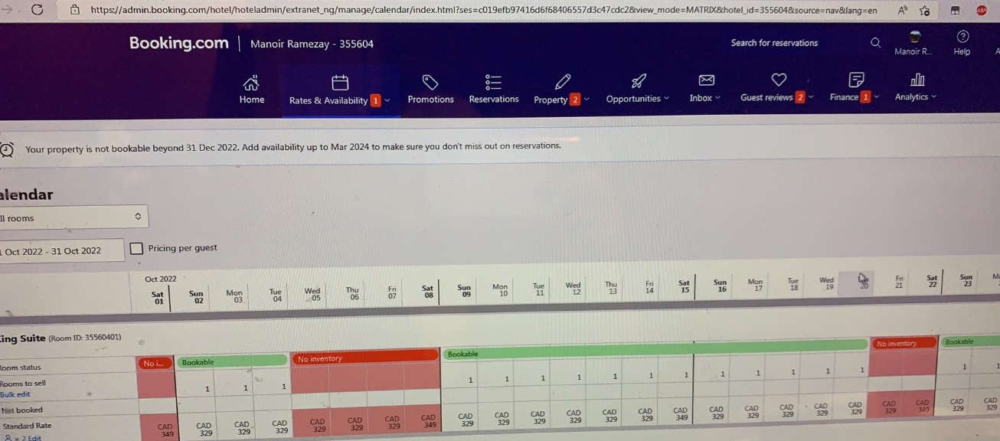 https://admin.booking.com/hotel/hoteladmin/extranet_ng/manage/calendar/index.html?ses=c019efb97416d6f68406557d3c47cdc2&view_mode=MATRIX&hotel_id=355604&source=nav&lang=en
Booking.com Manoir Ramezay - 355604 Search for reservations Manoir R... Help
Home Rates & Availability 1 Promotions Reservations Property 2 Opportunities Inbox Guest reviews 2 Finance 1 Analytics
Your property is not bookable beyond 31 Dec 2022. Add availability up to Mar 2024 to make sure you don't miss out on reservations.
alendar
ll rooms
Oct 2022 - 31 Oct 2022 Pricing per guest
Oct 2022
Sat Sun Mon Tue Wed Thu Fri Sat Sun Mon Tue Wed Thu Fri Sat Sun Mon Tue Wed Fri Sat Sun M
01 02 03 04 05 06 07 08 09 10 11 12 13 14 15 16 17 18 19 20 21 22 23
ing Suite (Room ID: 35560401)
Room status No i... Bookable No inventory Bookable No inventory Bookable
Rooms to sell 1 1 1 1 1 1 1 1 1 1 1 1 1 1 1 1 1
Bulk edit
Net booked
Standard Rate CAD CAD CAD CAD CAD CAD CAD CAD CAD CAD CAD CAD CAD CAD CAD CAD CAD CAD CAD CAD CAD CAD CAD CAD
349 329 329 329 329 329 329 349 329 329 329 329 329 329 349 329 329 329 329 329 329 349 329 329
x 2 Edit